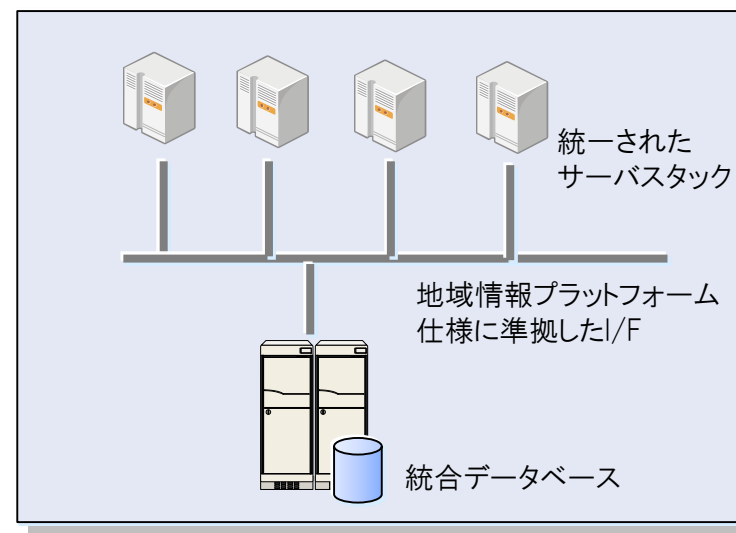 統一された
サーバスタック
地域情報プラットフォーム
仕様に準拠したI/F
統合データベース